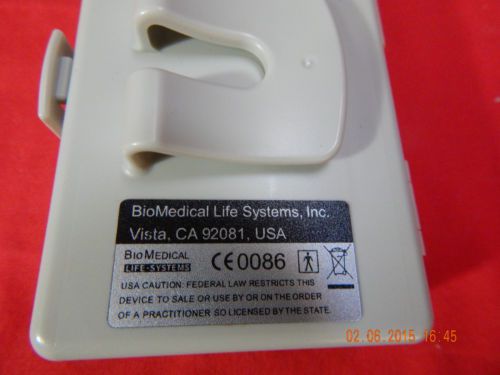 BioMedical Life Systems, Inc.
Vista, CA 92081, USA
BIOMEDICAL
LIFE-SYSTEMS
CE 0086
USA CAUTION: FEDERAL LAW RESTRICTS THIS
DEVICE TO SALE OR USE BY OR ON THE ORDER
OF A PRACTITIONER SO LICENSED BY THE STATE.
02.06.2015 16:45